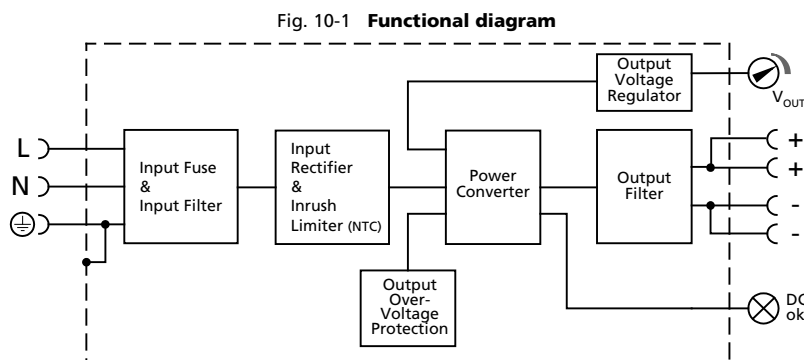 Fig. 10-1 Functional diagram
Output
Voltage
Regulator
VOUT
L
N
Input Fuse
&
Input Filter
Input
Rectifier
&
Inrush
Limiter (NTC)
Power
Converter
Output
Filter
+
+
-
-
Output
Over-
Voltage
Protection
DC
ok